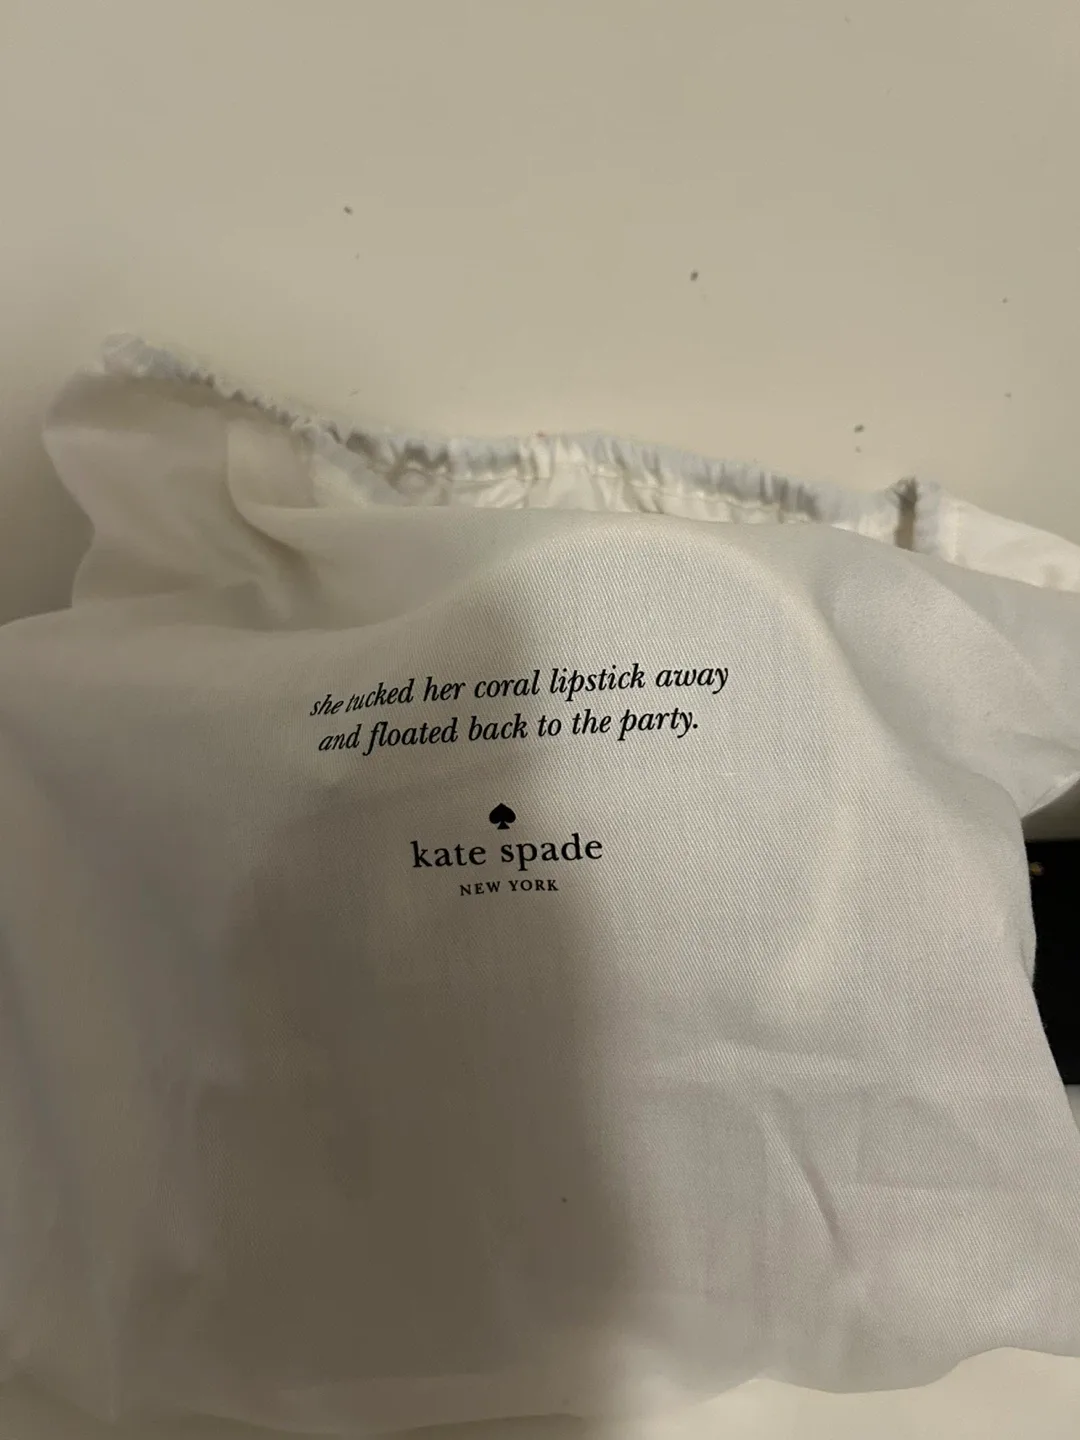 she tucked her coral lipstick away
and floated back to the party.
kate spade
NEW YORK